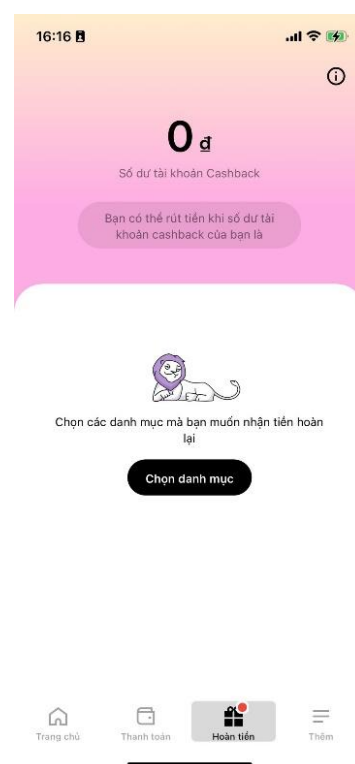 16:16
0 đ
Số dư tài khoản Cashback
Bạn có thể rút tiền khi số dư tài
khoản cashback của bạn là
Chọn các danh mục mà bạn muốn nhận tiền hoàn
lại
Chọn danh mục
Trang chủ
Thanh toán
Hoàn tiền
Thêm